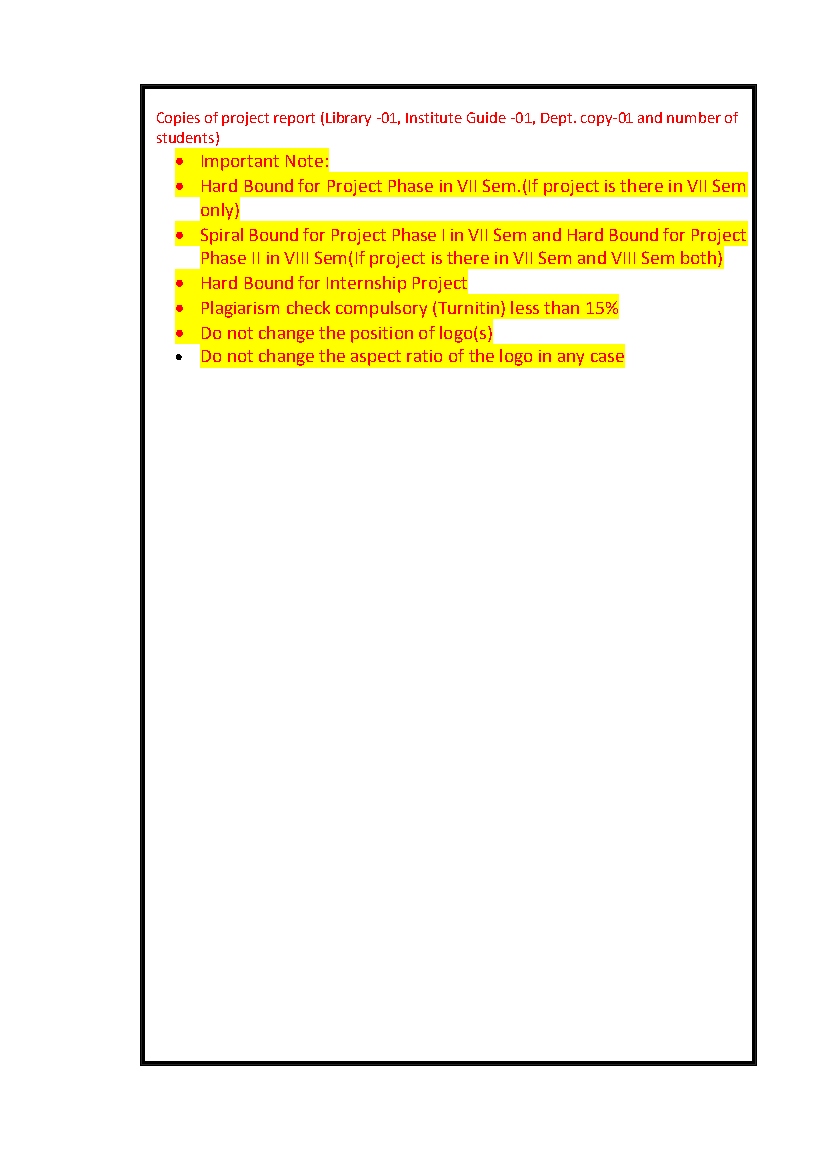 Copies of project report (Library -01, Institute Guide -01, Dept. copy-01 and number of
students)
• Important Note:
• Hard Bound for Project Phase in VII Sem.(If project is there in VII Sem
only)
• Spiral Bound for Project Phase I in VII Sem and Hard Bound for Project
Phase II in VIII Sem(If project is there in VII Sem and VIII Sem both)
• Hard Bound for Internship Project
• Plagiarism check compulsory (Turnitin) less than 15%
• Do not change the position of logo(s)
• Do not change the aspect ratio of the logo in any case